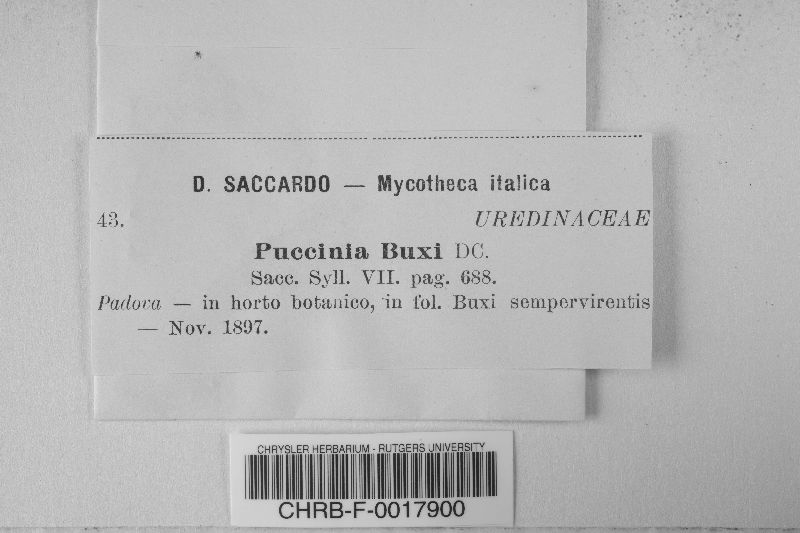 D. SACCARDO — Mycotheca italica
43. UREDINACEAE
Puccinia Buxi DC.
Sacc. Syll. VII. pag. 688.
Padova — in horto botanico, in fol. Buxi sempervirentis
— Nov. 1897.
CHRYSLER HERBARIUM - RUTGERS UNIVERSITY
CHRB-F-0017900